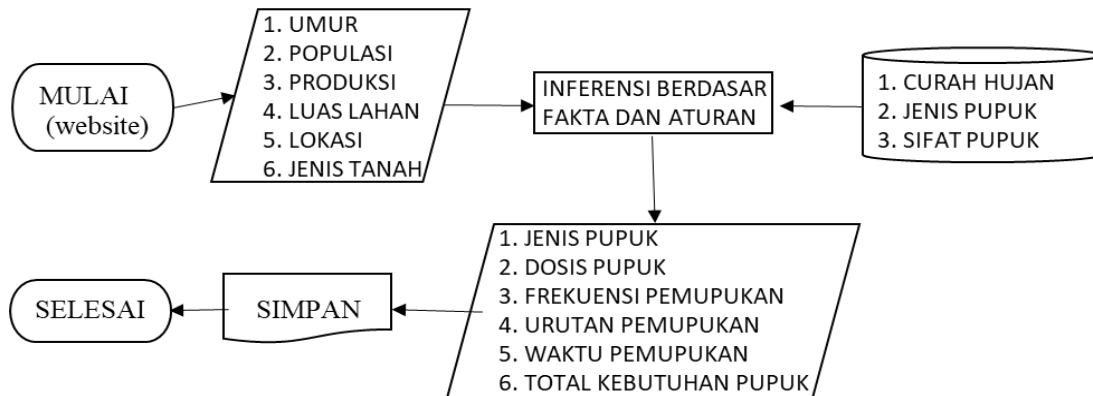 MULAI
(website)
1. UMUR
2. POPULASI
3. PRODUKSI
4. LUAS LAHAN
5. LOKASI
6. JENIS TANAH
INFERENSI BERDASAR
FAKTA DAN ATURAN
1. CURAH HUJAN
2. JENIS PUPUK
3. SIFAT PUPUK
1. JENIS PUPUK
2. DOSIS PUPUK
3. FREKUENSI PEMUPUKAN
4. URUTAN PEMUPUKAN
5. WAKTU PEMUPUKAN
6. TOTAL KEBUTUHAN PUPUK
SIMPAN
SELESAI